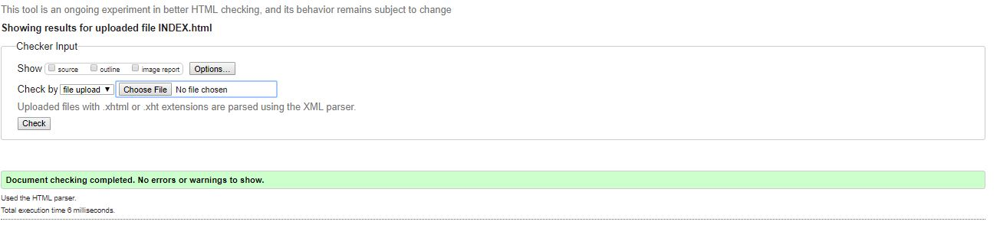 This tool is an ongoing experiment in better HTML checking, and its behavior remains subject to change
Showing results for uploaded file INDEX.html
Checker Input
Show source outline image report Options...
Check by file upload Choose File No file chosen
Uploaded files with .xhtml or .xht extensions are parsed using the XML parser.
Check
Document checking completed. No errors or warnings to show.
Used the HTML parser.
Total execution time 6 milliseconds.